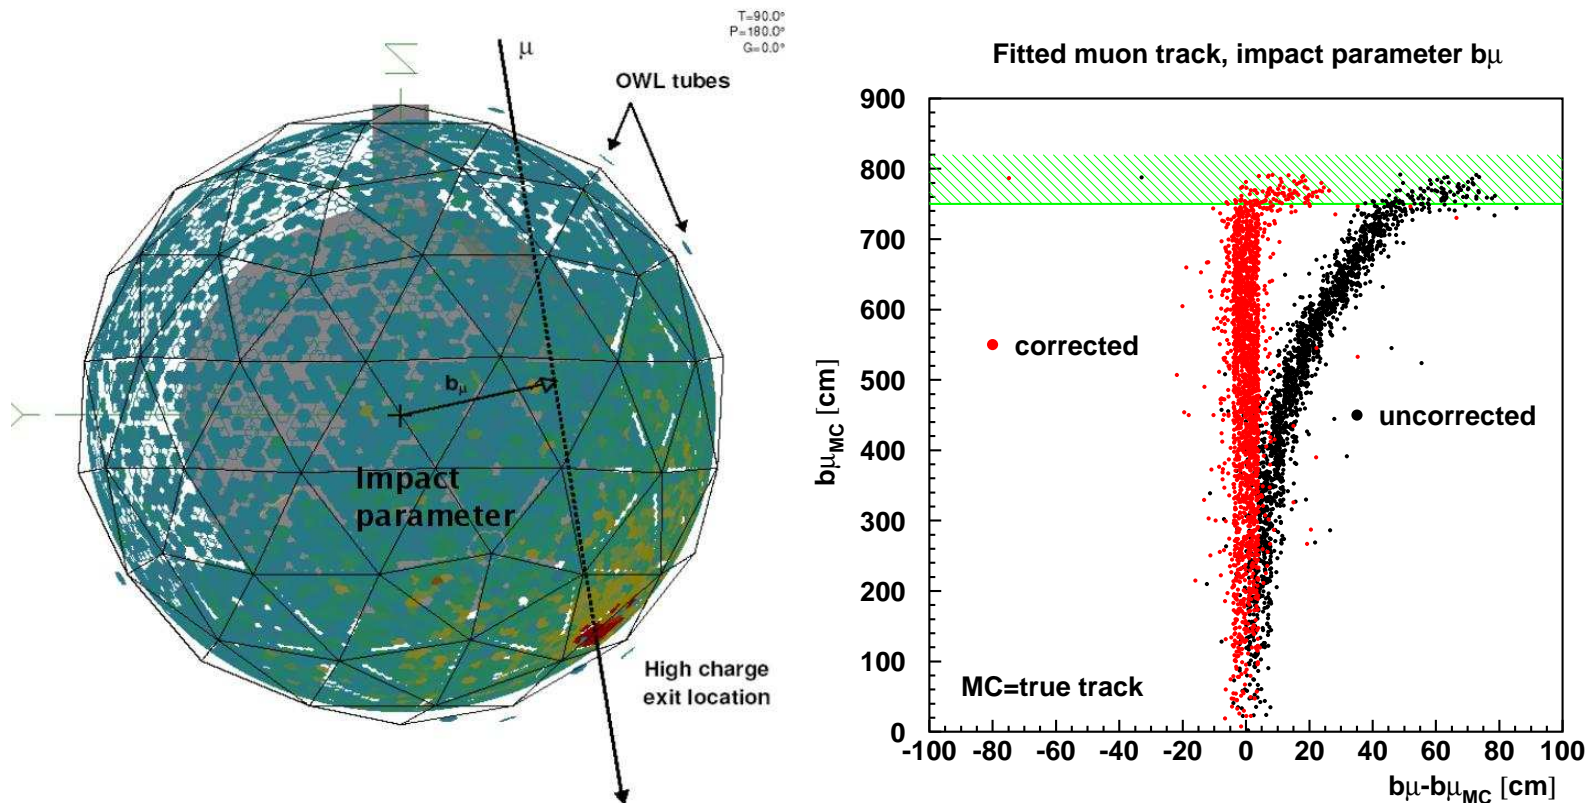 T=90.0°
P=180.0°
G=0.0°
μ
OWL tubes
Z
Y
bμ
Impact
parameter
High charge
exit location
Fitted muon track, impact parameter bμ
900
800
700
600
500
400
300
200
100
0
bμMC [cm]
corrected
uncorrected
MC=true track
-100 -80 -60 -40 -20 0 20 40 60 80 100
bμ-bμMC [cm]